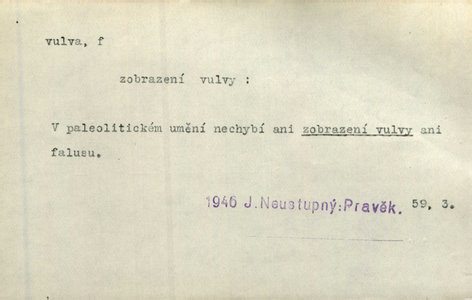 vulva, f
zobrazení vulvy :
V paleolitickém umění nechybí ani zobrazení vulvy ani
falusu.
1946 J. Neustupný: Pravěk. 59, 3.